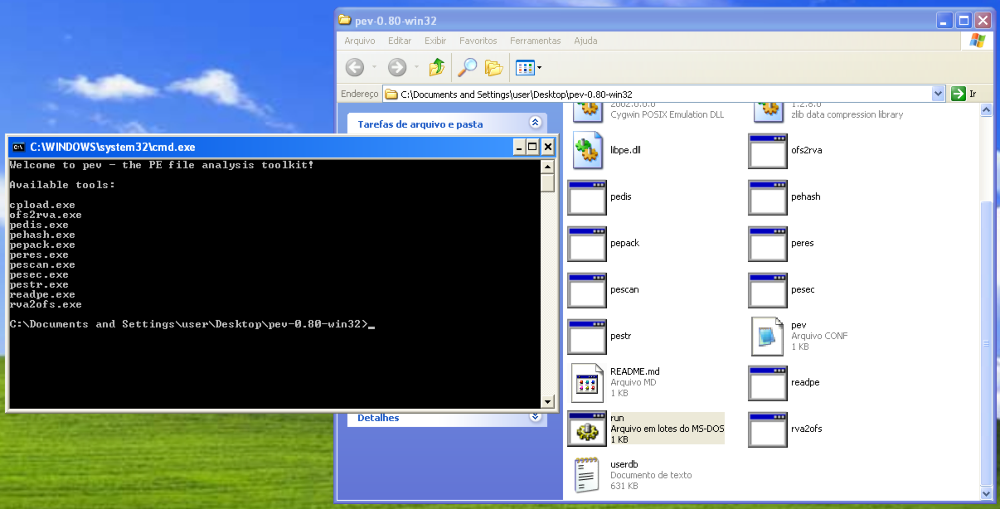 pev-0.80-win32
Arquivo Editar Exibir Favoritos Ferramentas Ajuda
Endereço C:\Documents and Settings\user\Desktop\pev-0.80-win32 Ir
Tarefas de arquivo e pasta
Detalhes
2002.0.0.0
Cygwin POSIX Emulation DLL
1.2.8.0
zlib data compression library
libpe.dll
ofs2rva
pedis
pehash
pepack
peres
pescan
pesec
pestr
pev
Arquivo CONF
1 KB
README.md
Arquivo MD
1 KB
readpe
run
Arquivo em lotes do MS-DOS
1 KB
rva2ofs
userdb
Documento de texto
631 KB
C:\WINDOWS\system32\cmd.exe
Welcome to pev - the PE file analysis toolkit!
Available tools:
cpload.exe
ofs2rva.exe
pedis.exe
pehash.exe
pepack.exe
peres.exe
pescan.exe
pesec.exe
pestr.exe
readpe.exe
rva2ofs.exe
C:\Documents and Settings\user\Desktop\pev-0.80-win32>_